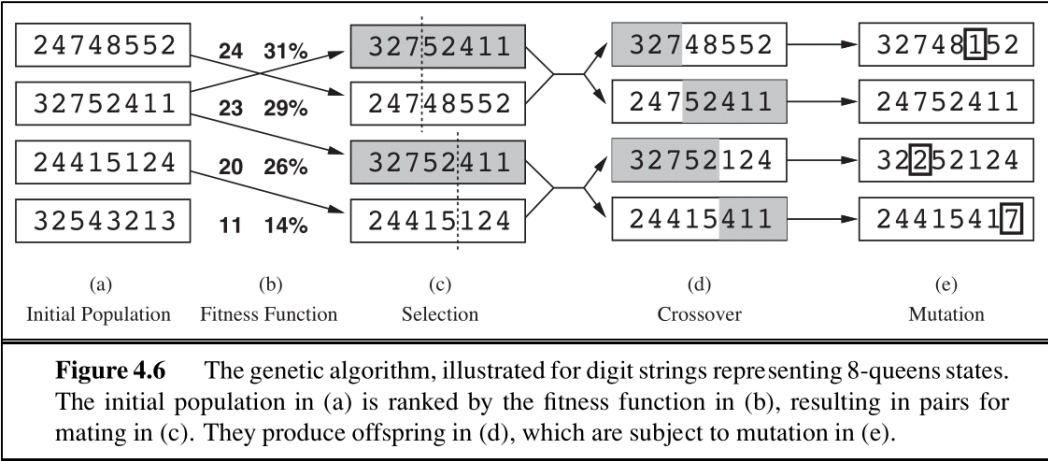 24748552 24 31% 32752411 32748552 32748152
32752411 23 29% 24748552 24752411 24752411
24415124 20 26% 32752411 32752124 32252124
32543213 11 14% 24415124 24415411 24415417
(a) (b) (c) (d) (e)
Initial Population Fitness Function Selection Crossover Mutation
Figure 4.6 The genetic algorithm, illustrated for digit strings representing 8-queens states.
The initial population in (a) is ranked by the fitness function in (b), resulting in pairs for
mating in (c). They produce offspring in (d), which are subject to mutation in (e).